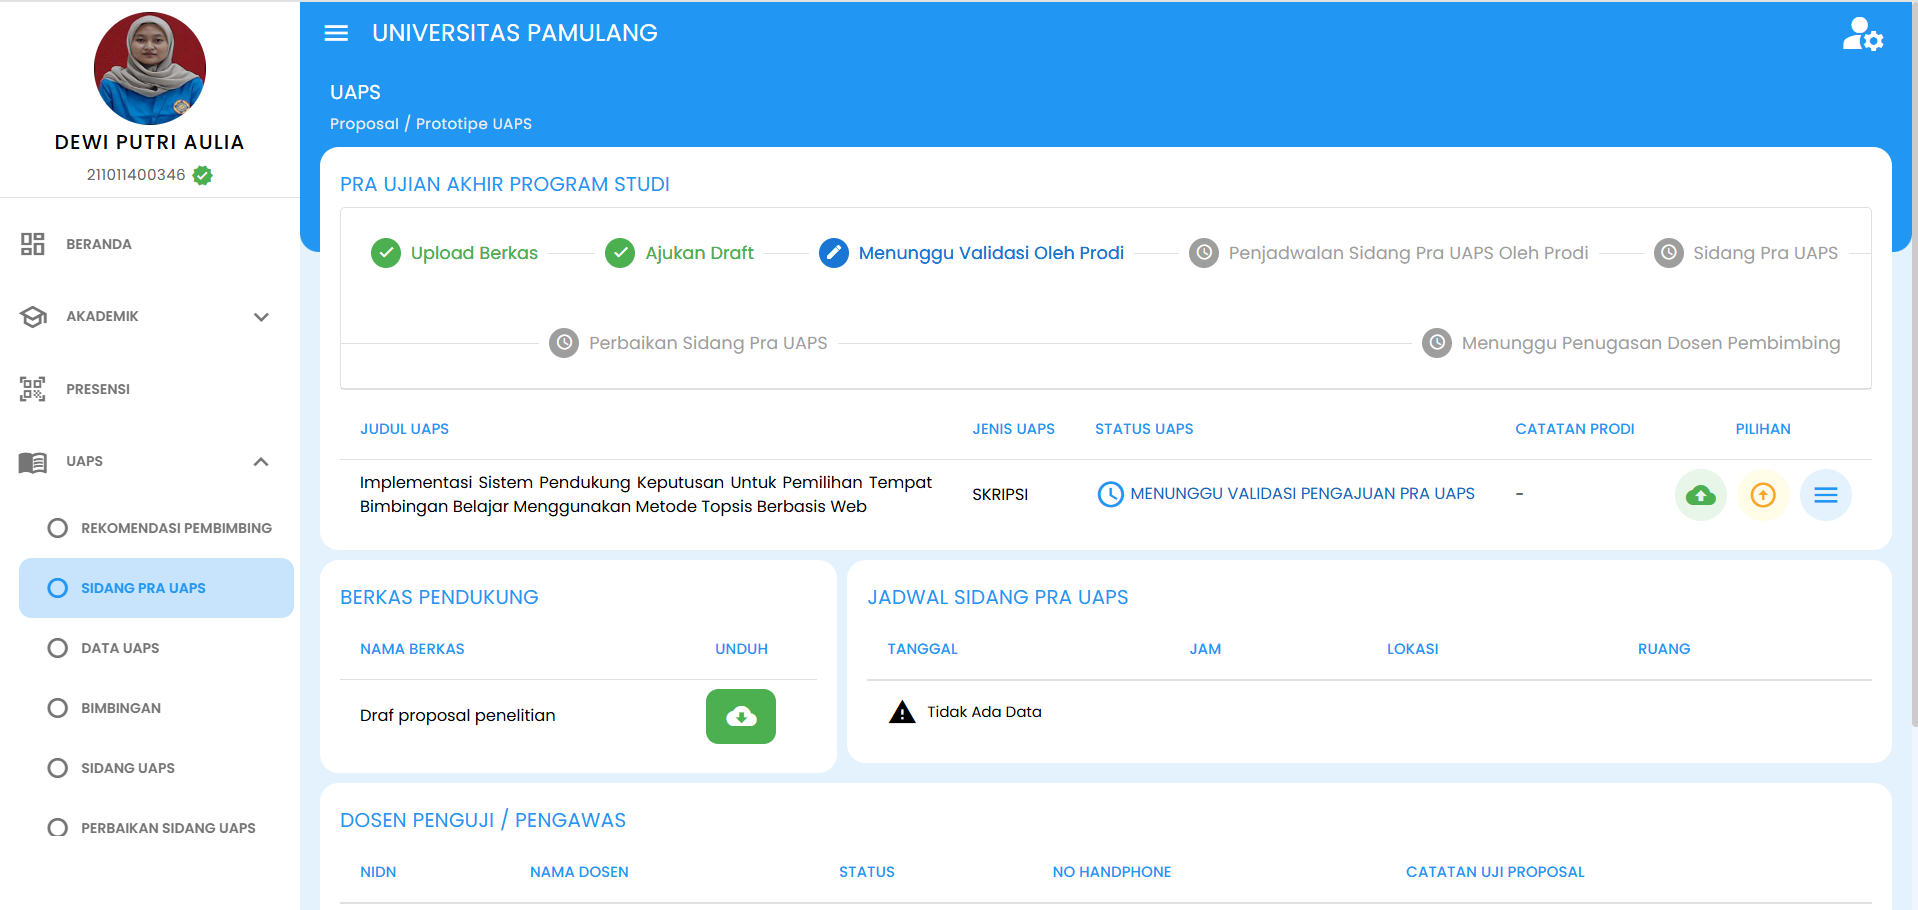 DEWI PUTRI AULIA
211011400346
BERANDA
AKADEMIK
PRESENSI
UAPS
REKOMENDASI PEMBIMBING
SIDANG PRA UAPS
DATA UAPS
BIMBINGAN
SIDANG UAPS
PERBAIKAN SIDANG UAPS
UNIVERSITAS PAMULANG
UAPS
Proposal / Prototipe UAPS
PRA UJIAN AKHIR PROGRAM STUDI
Upload Berkas Ajukan Draft Menunggu Validasi Oleh Prodi Penjadwalan Sidang Pra UAPS Oleh Prodi Sidang Pra UAPS
Perbaikan Sidang Pra UAPS Menunggu Penugasan Dosen Pembimbing
JUDUL UAPS JENIS UAPS STATUS UAPS CATATAN PRODI PILIHAN
Implementasi Sistem Pendukung Keputusan Untuk Pemilihan Tempat
Bimbingan Belajar Menggunakan Metode Topsis Berbasis Web
SKRIPSI
MENUNGGU VALIDASI PENGAJUAN PRA UAPS
-
BERKAS PENDUKUNG
NAMA BERKAS UNDUH
Draf proposal penelitian
JADWAL SIDANG PRA UAPS
TANGGAL JAM LOKASI RUANG
Tidak Ada Data
DOSEN PENGUJI / PENGAWAS
NIDN NAMA DOSEN STATUS NO HANDPHONE CATATAN UJI PROPOSAL